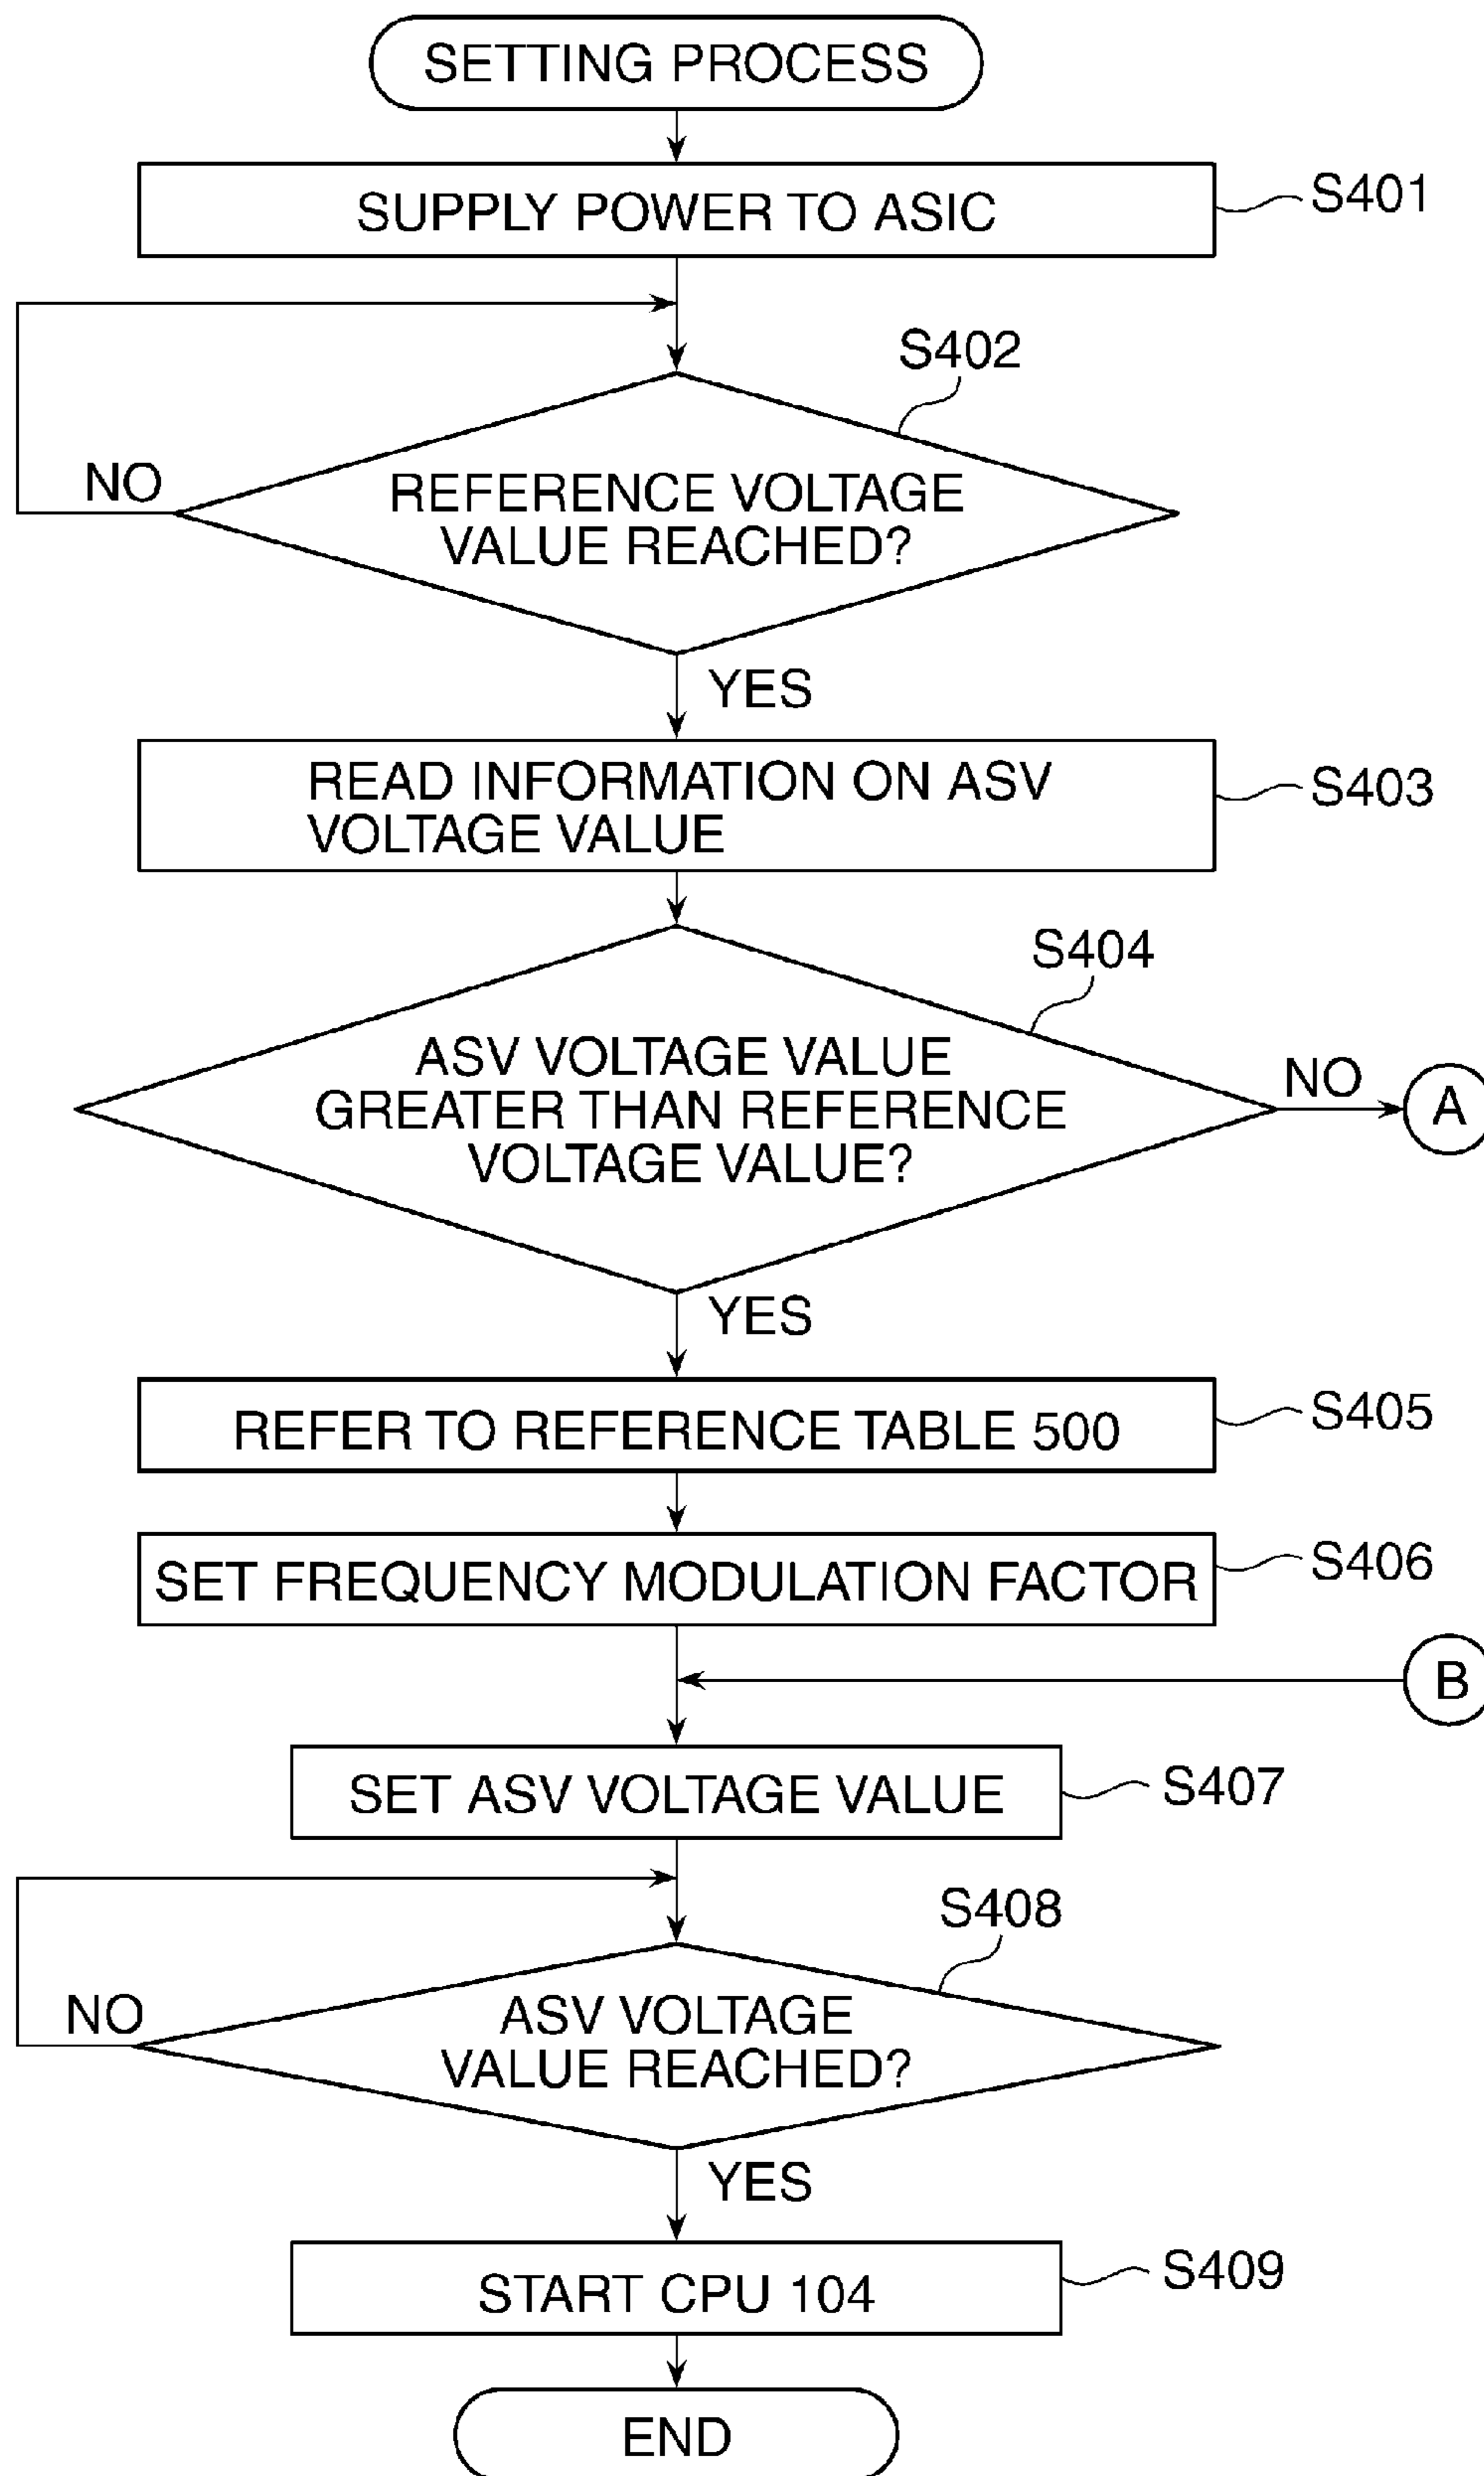 SETTING PROCESS
SUPPLY POWER TO ASIC
S401
S402
NO
REFERENCE VOLTAGE
VALUE REACHED?
YES
READ INFORMATION ON ASV
VOLTAGE VALUE
S403
S404
ASV VOLTAGE VALUE
GREATER THAN REFERENCE
VOLTAGE VALUE?
NO
A
YES
REFER TO REFERENCE TABLE 500
S405
SET FREQUENCY MODULATION FACTOR
S406
B
SET ASV VOLTAGE VALUE
S407
S408
NO
ASV VOLTAGE
VALUE REACHED?
YES
START CPU 104
S409
END